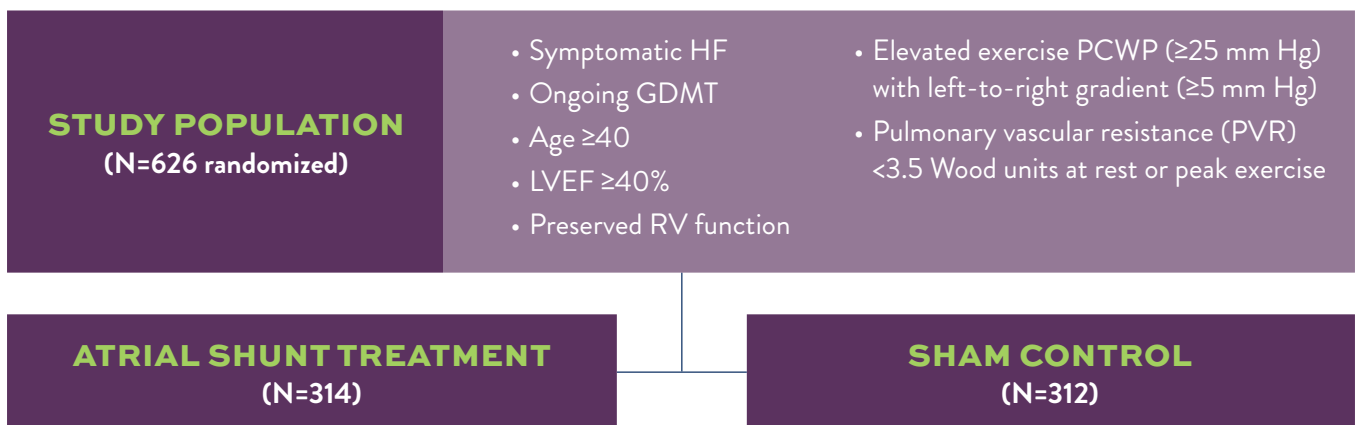 STUDY POPULATION
(N=626 randomized)
• Symptomatic HF
• Ongoing GDMT
• Age ≥40
• LVEF ≥40%
• Preserved RV function
• Elevated exercise PCWP (≥25 mm Hg)
with left-to-right gradient (≥5 mm Hg)
• Pulmonary vascular resistance (PVR)
<3.5 Wood units at rest or peak exercise
ATRIAL SHUNT TREATMENT
(N=314)
SHAM CONTROL
(N=312)